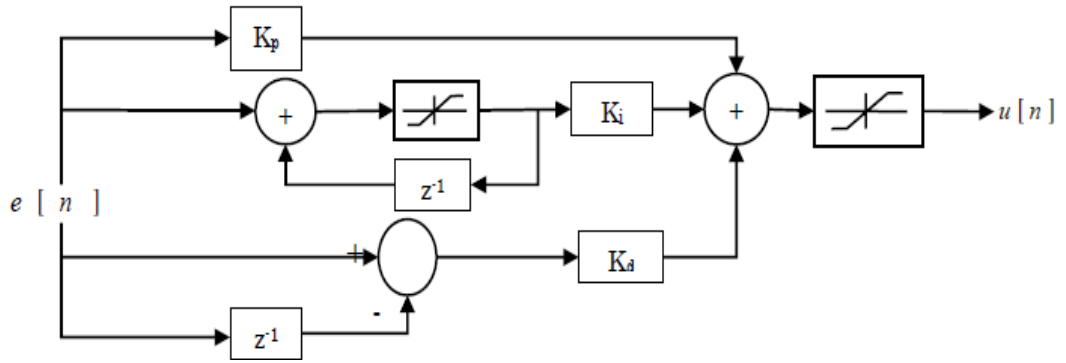 Kp
+
Ki
+
u [ n ]
z-1
e [ n ]
+
Kd
-
z-1